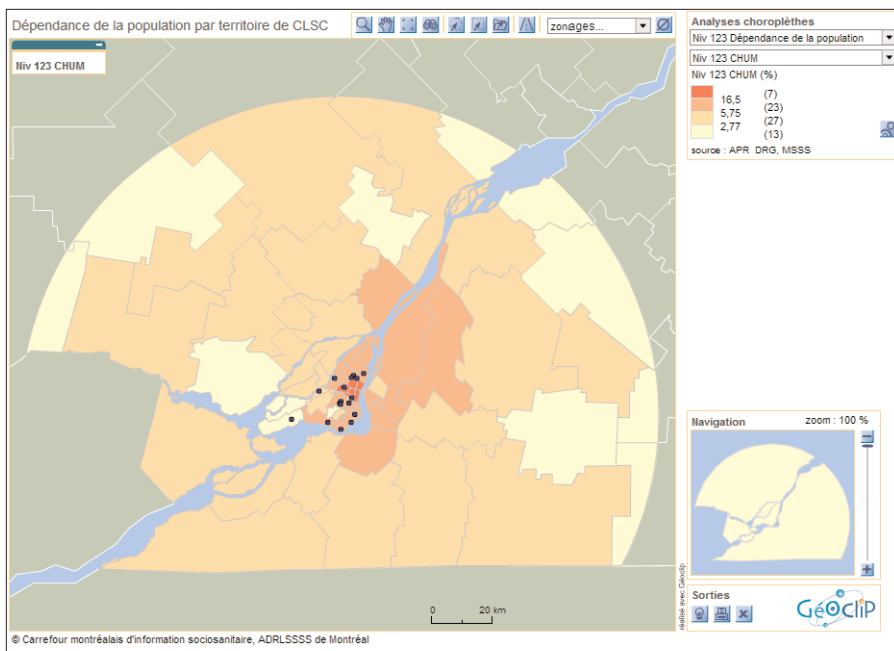 Dépendance de la population par territoire de CLSC
zonages...
Niv 123 CHUM
0 20 km
© Carrefour montréalais d'information sociosanitaire, ADRLSSSS de Montréal
réalisé avec Géoclip
Analyses choroplèthes
Niv 123 Dépendance de la population
Niv 123 CHUM
Niv 123 CHUM (%)
(7)
16,5
(23)
5,75
(27)
2,77
(13)
source : APR_DRG, MSSS
Navigation zoom : 100 %
Sorties
GéOcliP